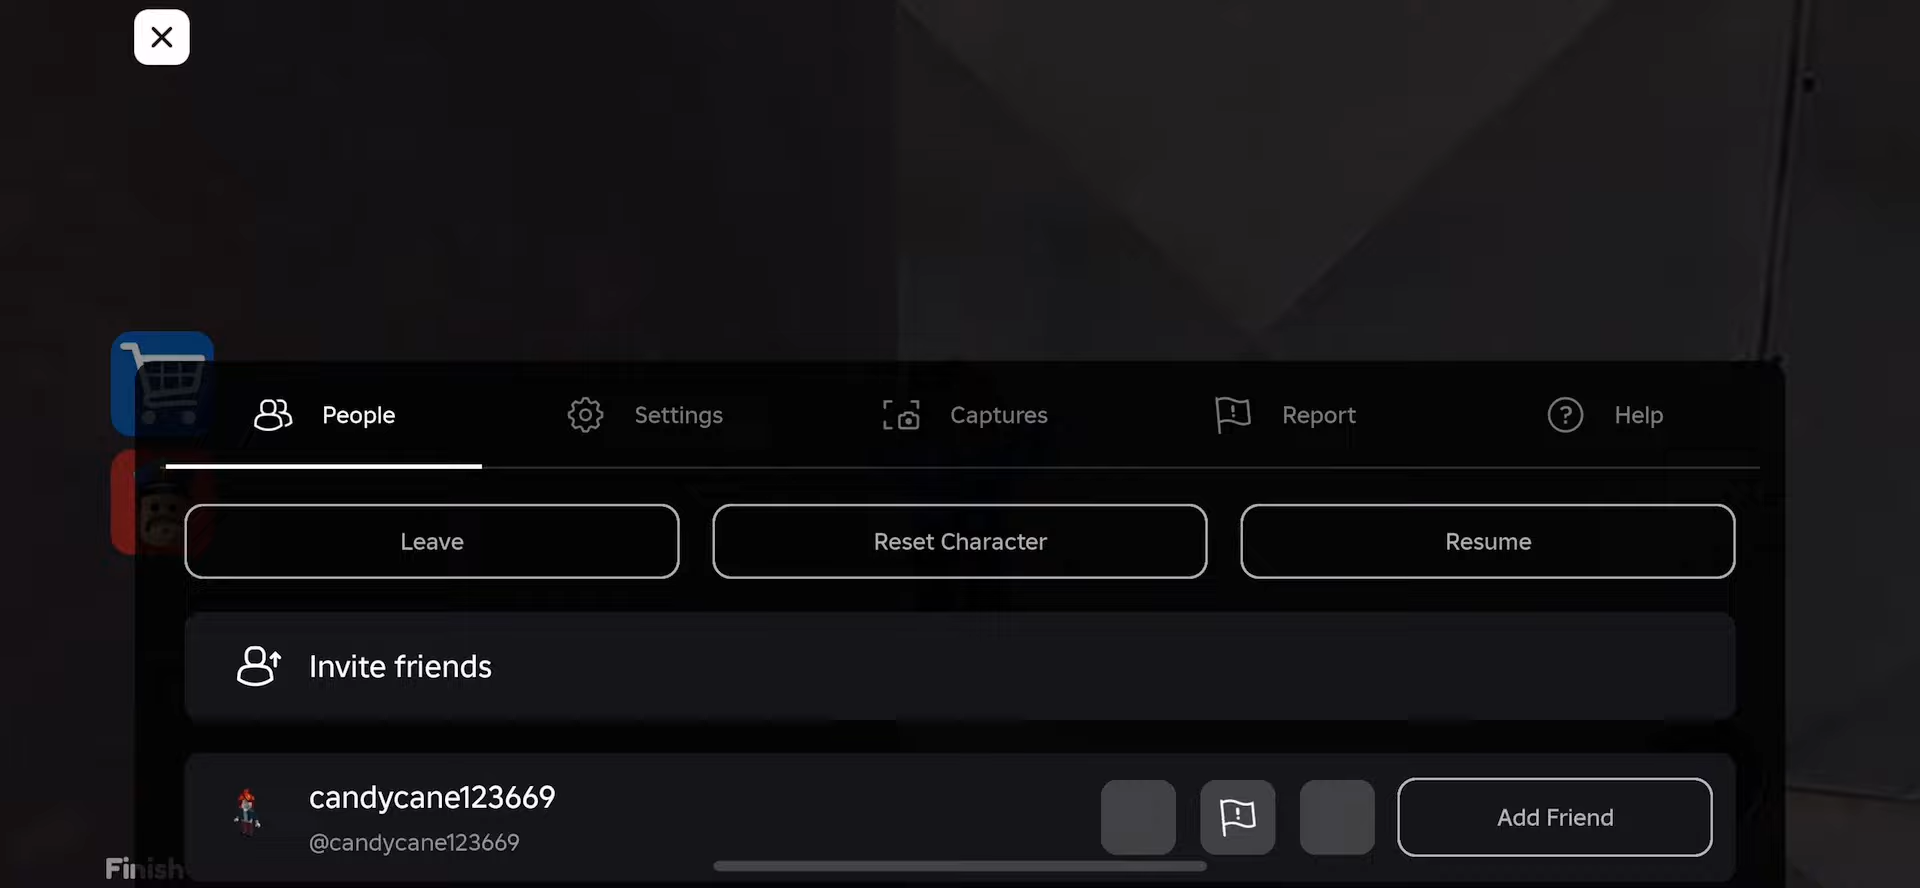 People
Settings
Captures
Report
Help
Leave
Reset Character
Resume
Invite friends
candycane123669
@candycane123669
Add Friend
Finish